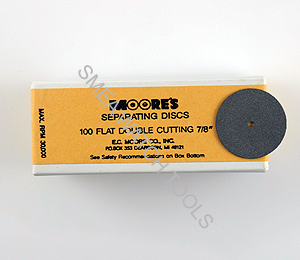 MOORE'S
SEPARATING DISCS
100 FLAT DOUBLE CUTTING 7/8"
E.C. MOORE CO., INC.
P.O. BOX 353 DEARBORN, MI 48121
See Safety Recommendations on Box Bottom
MAX. RPM 30,000